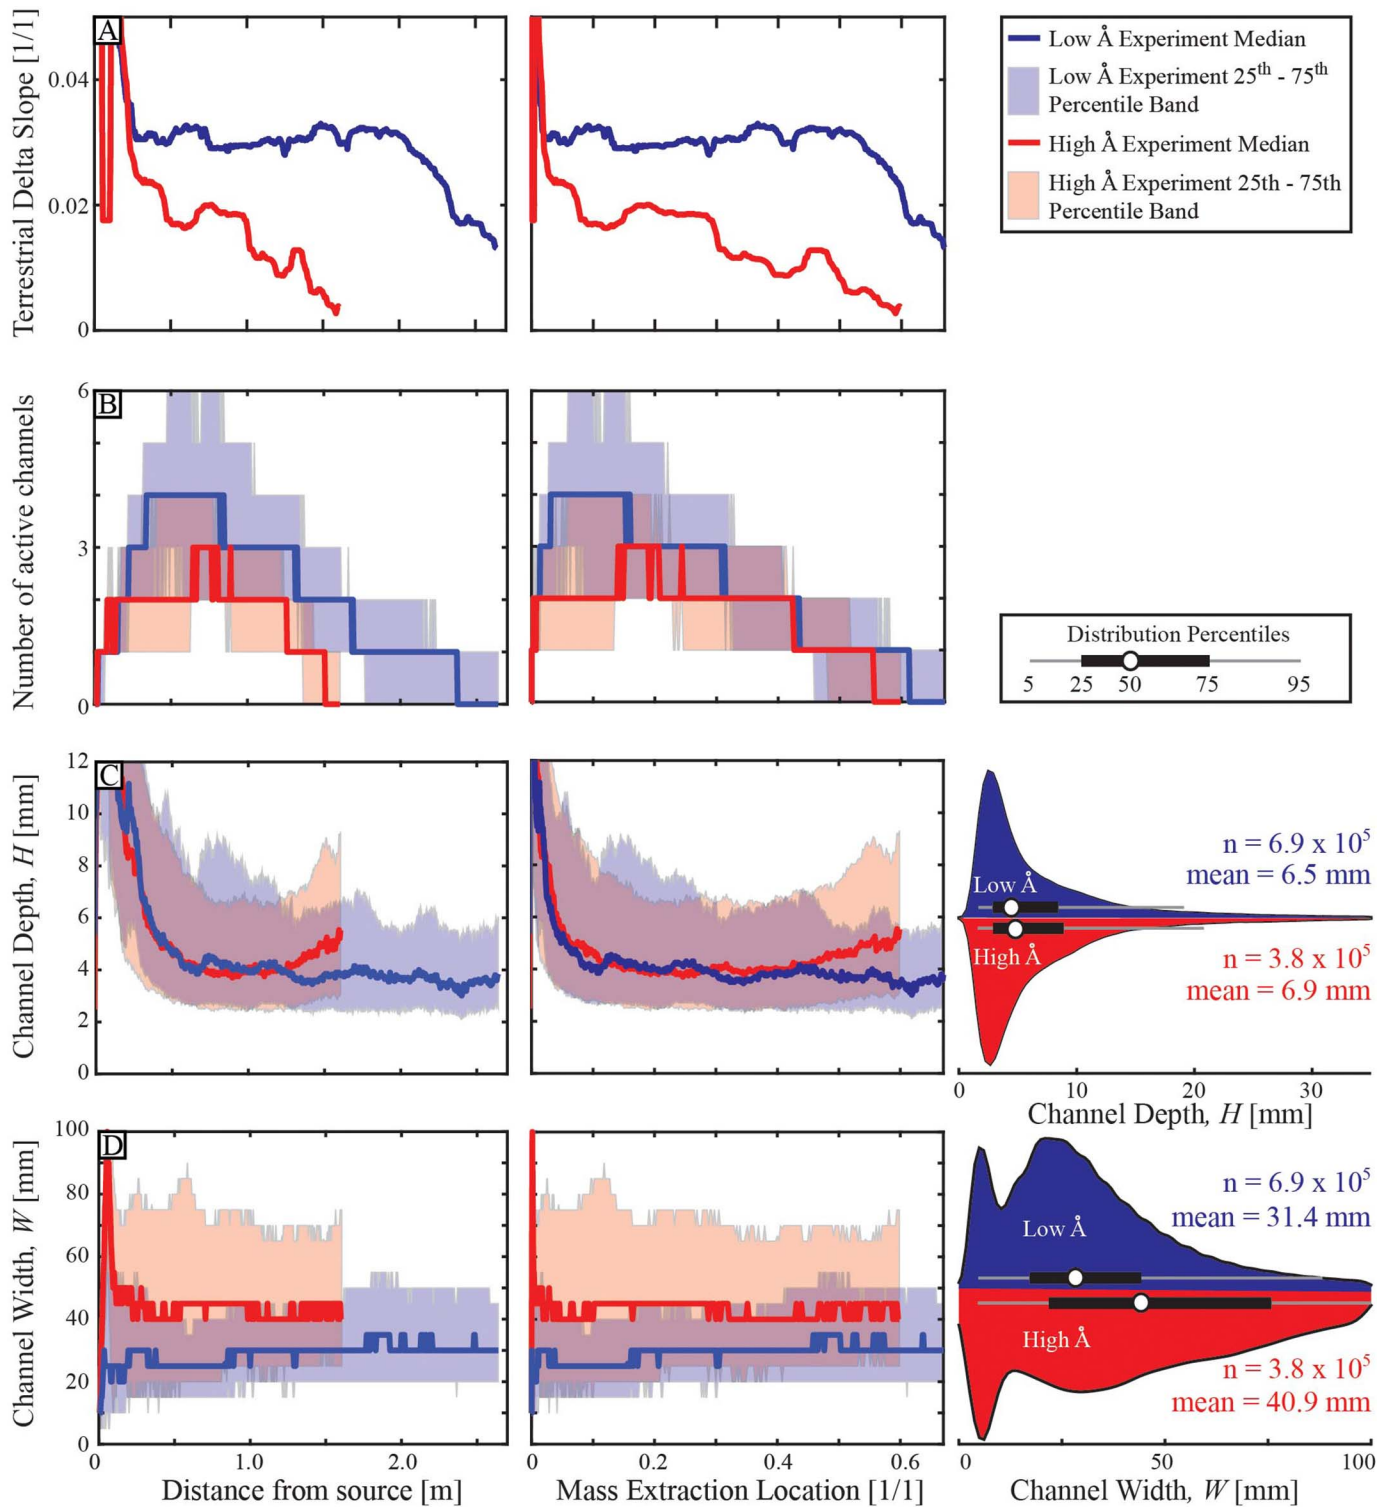 A
Terrestrial Delta Slope [1/1]
0.04
0.02
0
Low Å Experiment Median
Low Å Experiment 25th - 75th
Percentile Band
High Å Experiment Median
High Å Experiment 25th - 75th
Percentile Band
B
Number of active channels
6
3
0
Distribution Percentiles
5 25 50 75 95
C
Channel Depth, H [mm]
12
10
8
6
4
2
0
n = 6.9 x 10^5
mean = 6.5 mm
Low Å
High Å
n = 3.8 x 10^5
mean = 6.9 mm
0 10 20 30
Channel Depth, H [mm]
D
Channel Width, W [mm]
100
80
60
40
20
0
n = 6.9 x 10^5
mean = 31.4 mm
Low Å
High Å
n = 3.8 x 10^5
mean = 40.9 mm
0 1.0 2.0
Distance from source [m]
0 0.2 0.4 0.6
Mass Extraction Location [1/1]
0 50 100
Channel Width, W [mm]